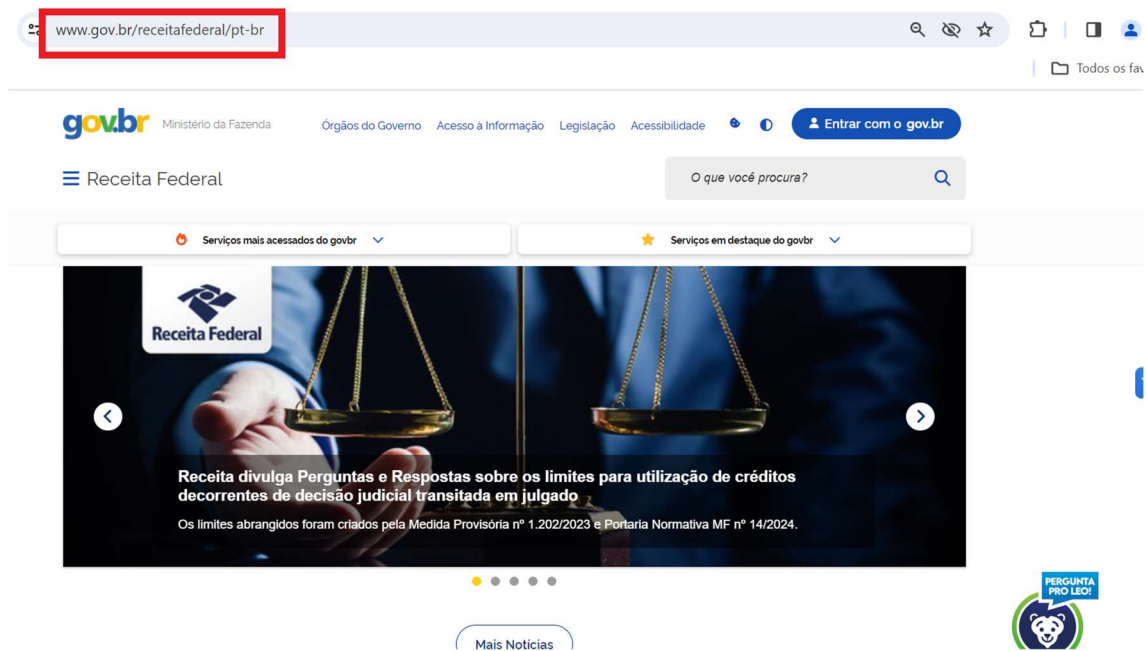 www.gov.br/receitafederal/pt-br
Todos os fav
gov.br Ministério da Fazenda Órgãos do Governo Acesso à Informação Legislação Acessibilidade Entrar com o gov.br
Receita Federal O que você procura?
Serviços mais acessados do govbr Serviços em destaque do govbr
Receita Federal
Receita divulga Perguntas e Respostas sobre os limites para utilização de créditos
decorrentes de decisão judicial transitada em julgado
Os limites abrangidos foram criados pela Medida Provisória nº 1.202/2023 e Portaria Normativa MF nº 14/2024.
PERGUNTA
PRO LEO!
Mais Notícias